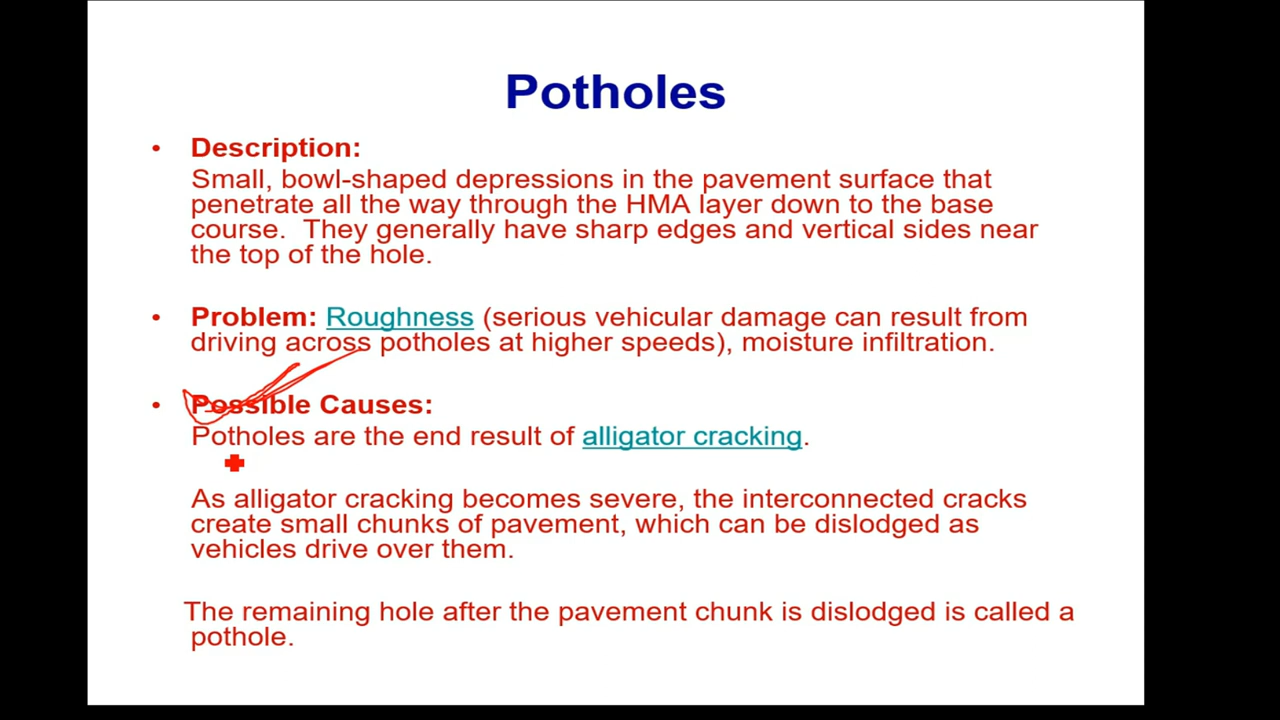 Potholes
• Description:
Small, bowl-shaped depressions in the pavement surface that
penetrate all the way through the HMA layer down to the base
course.  They generally have sharp edges and vertical sides near
the top of the hole.
• Problem: Roughness (serious vehicular damage can result from
driving across potholes at higher speeds), moisture infiltration.
• Possible Causes:
Potholes are the end result of alligator cracking.
As alligator cracking becomes severe, the interconnected cracks
create small chunks of pavement, which can be dislodged as
vehicles drive over them.
The remaining hole after the pavement chunk is dislodged is called a
pothole.